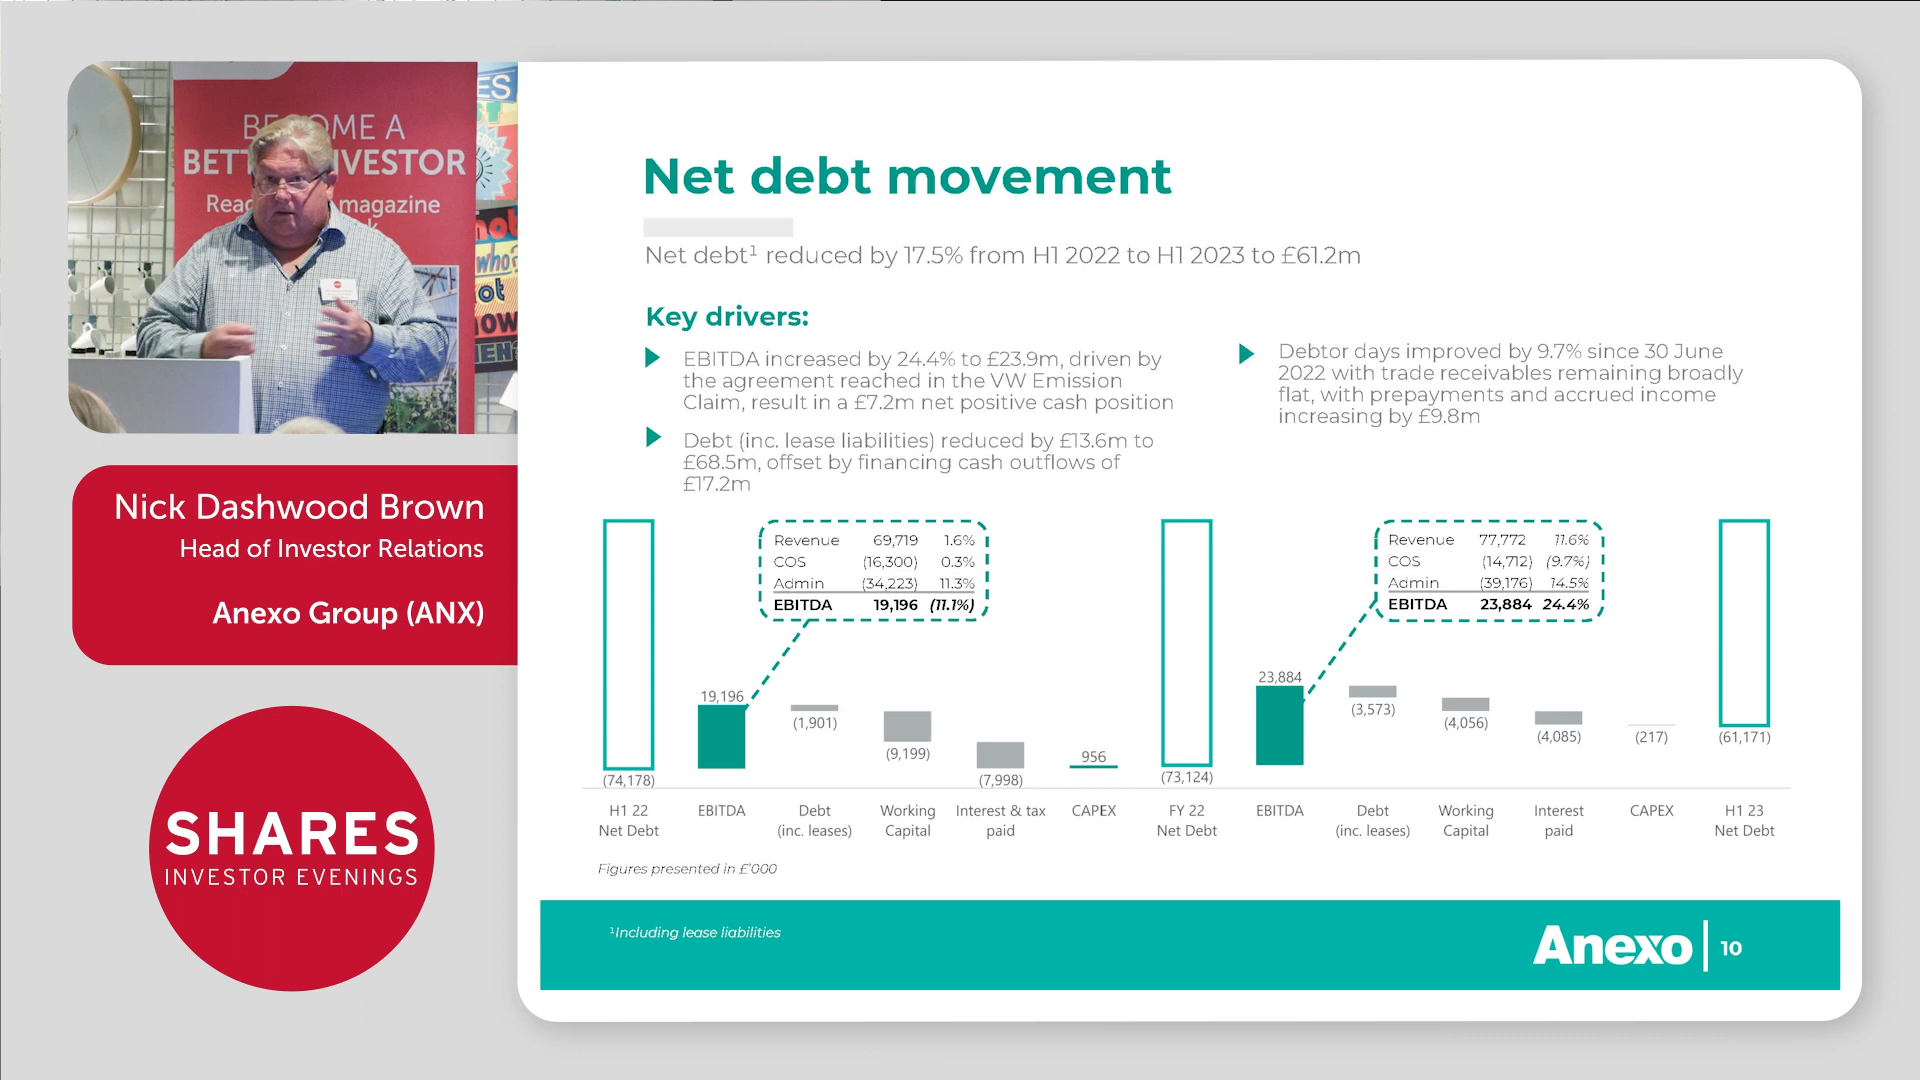 BECOME A
BETT INVESTOR
Read magazine
ES
not
who?
not
Nick Dashwood Brown
Head of Investor Relations
Anexo Group (ANX)
SHARES
INVESTOR EVENINGS
Net debt movement
Net debt¹ reduced by 17.5% from H1 2022 to H1 2023 to £61.2m
Key drivers:
EBITDA increased by 24.4% to £23.9m, driven by
the agreement reached in the VW Emission
Claim, result in a £7.2m net positive cash position
Debt (inc. lease liabilities) reduced by £13.6m to
£68.5m, offset by financing cash outflows of
£17.2m
Debtor days improved by 9.7% since 30 June
2022 with trade receivables remaining broadly
flat, with prepayments and accrued income
increasing by £9.8m
Revenue 69,719 1.6%
COS (16,300) 0.3%
Admin (34,223) 11.3%
EBITDA 19,196 (11.1%)
Revenue 77,772 11.6%
COS (14,712) (9.7%)
Admin (39,176) 14.5%
EBITDA 23,884 24.4%
(74,178) 19,196 (1,901) (9,199) (7,998) 956 (73,124) 23,884 (3,573) (4,056) (4,085) (217) (61,171)
H1 22 EBITDA Debt Working Interest & tax CAPEX FY 22 EBITDA Debt Working Interest CAPEX H1 23
Net Debt (inc. leases) Capital paid Net Debt (inc. leases) Capital paid Net Debt
Figures presented in £'000
¹Including lease liabilities
Anexo 10